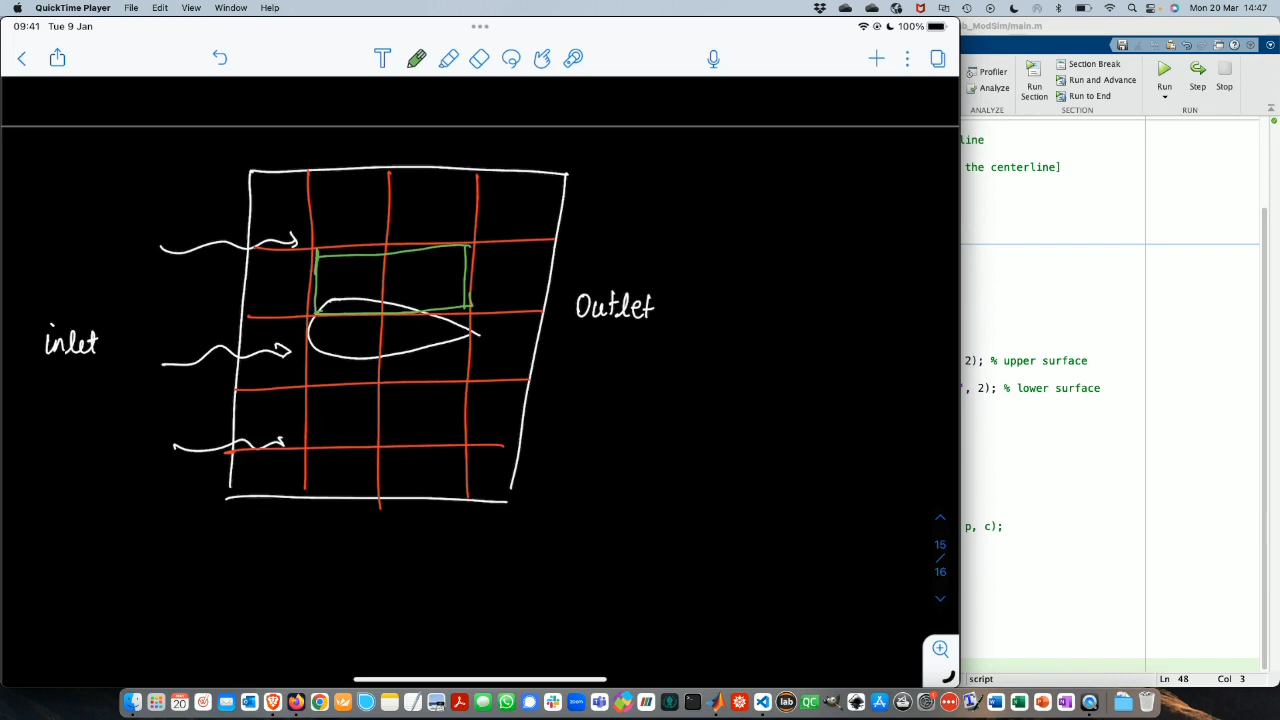 QuickTime Player File Edit View Window Help
Mon 20 Mar 14:47
09:41 Tue 9 Jan
100%
b_ModSim/main.m
Profiler
Analyze
ANALYZE
Run Section
Section Break
Run and Advance
Run to End
SECTION
Run Step Stop
RUN
line
the centerline]
inlet
Outlet
2); % upper surface
, 2); % lower surface
p, c);
15
/
16
script Ln 48 Col 3